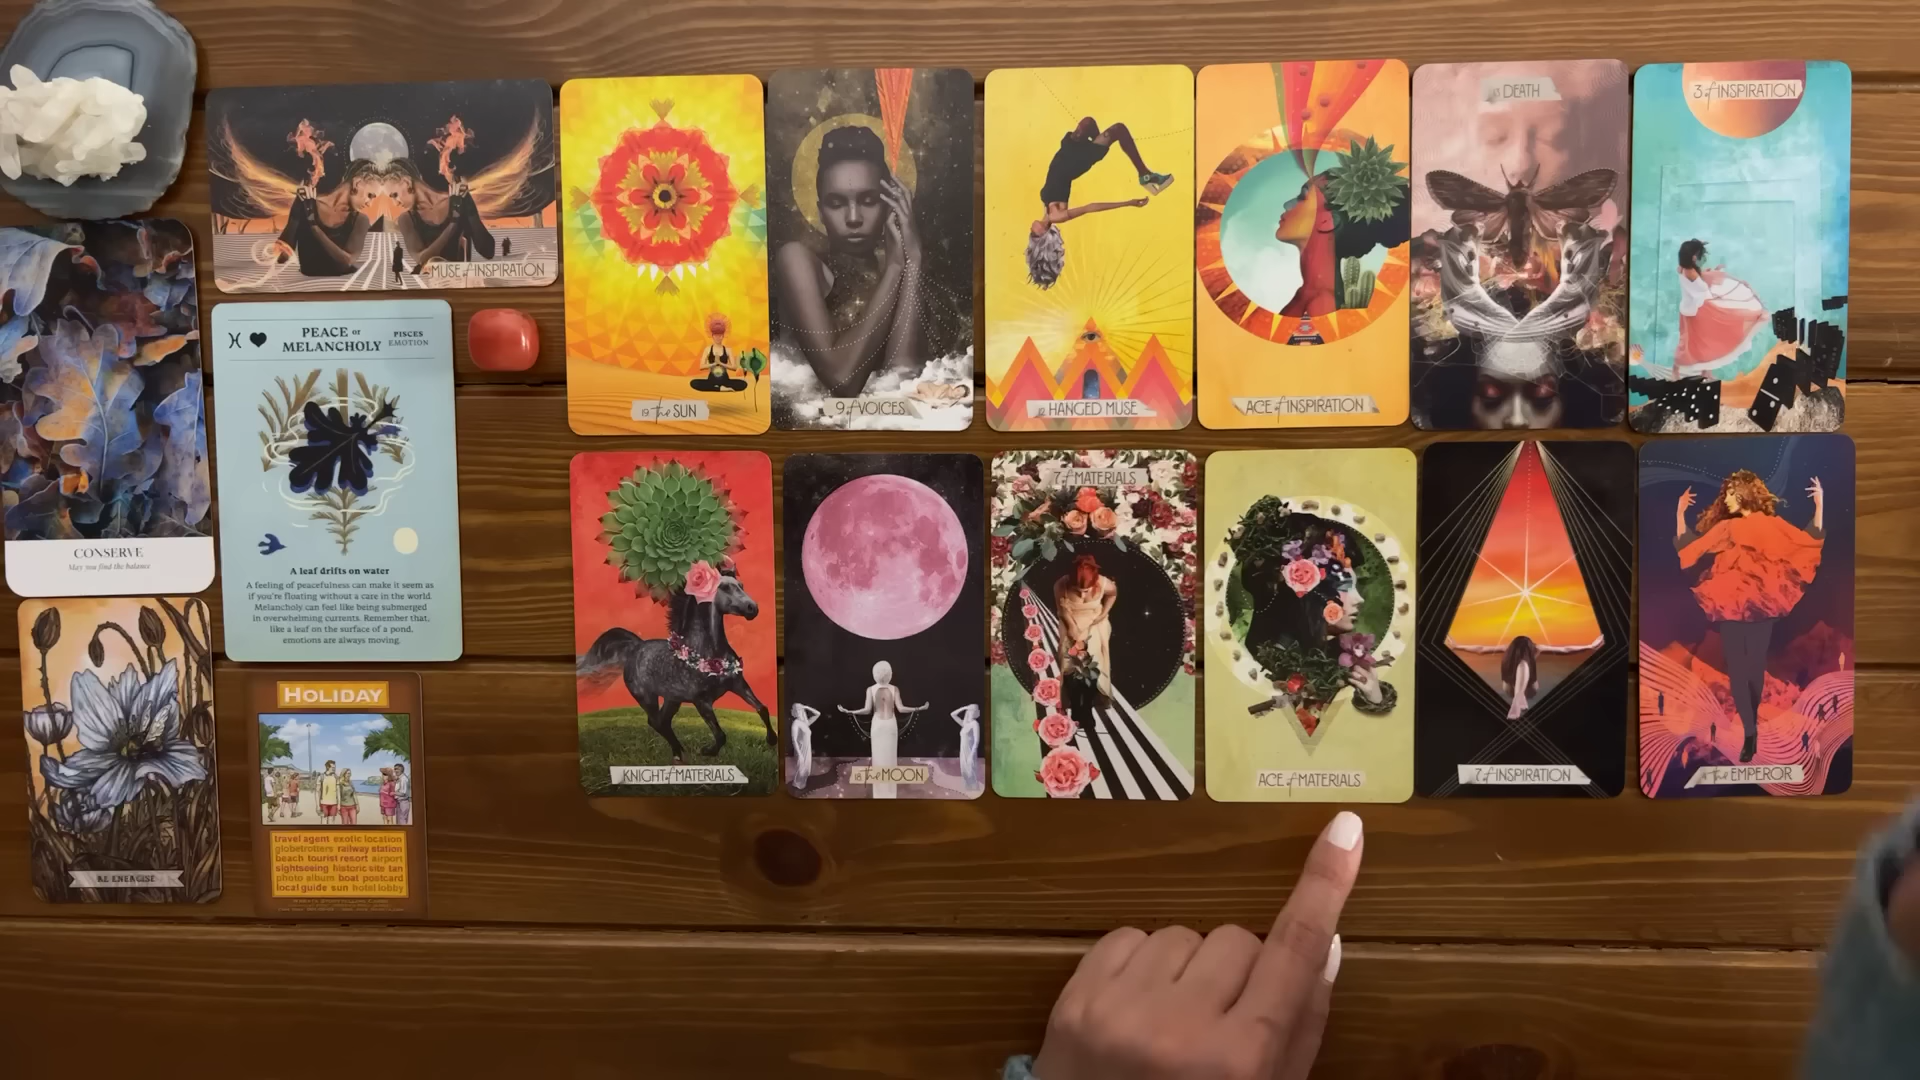 MUSE of INSPIRATION
19 the SUN
9 of VOICES
12 HANGED MUSE
ACE of INSPIRATION
DEATH
3 of INSPIRATION
CONSERVE
May you find the balance
PEACE or
MELANCHOLY
PISCES
EMOTION
A leaf drifts on water
A feeling of peacefulness can make it seem as
if you're floating without a care in the world.
Melancholy can feel like being submerged
in overwhelming currents. Remember that,
like a leaf on the surface of a pond,
emotions are always moving.
KNIGHT of MATERIALS
18 the MOON
7 of MATERIALS
ACE of MATERIALS
7 of INSPIRATION
the EMPEROR
RE ENERGISE
HOLIDAY
travel agent exotic location
globetrotters railway station
beach tourist resort airport
sightseeing historic site tan
photo album boat postcard
local guide sun hotel lobby